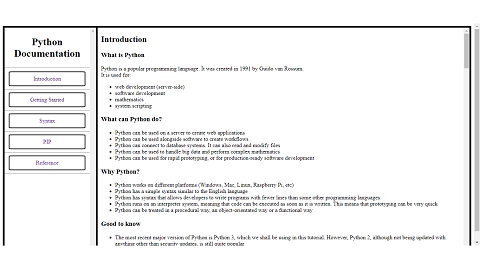 Python
Documentation
Introduction
Getting Started
Syntax
PIP
Reference
Introduction
What is Python
Python is a popular programming language. It was created in 1991 by Guido van Rossum.
It is used for:
web development (server-side)
software development
mathematics
system scripting
What can Python do?
Python can be used on a server to create web applications
Python can be used alongside software to create workflows
Python can connect to database systems. It can also read and modify files
Python can be used to handle big data and perform complex mathematics
Python can be used for rapid prototyping, or for production-ready software development
Why Python?
Python works on different platforms (Windows, Mac, Linux, Raspberry Pi, etc)
Python has a simple syntax similar to the English language
Python has syntax that allows developers to write programs with fewer lines than some other programming languages
Python runs on an interpreter system, meaning that code can be executed as soon as it is written. This means that prototyping can be very quick
Python can be treated in a procedural way, an object-orientated way or a functional way
Good to know
The most recent major version of Python is Python 3, which we shall be using in this tutorial. However, Python 2, although not being updated with
anything other than security updates, is still quite popular